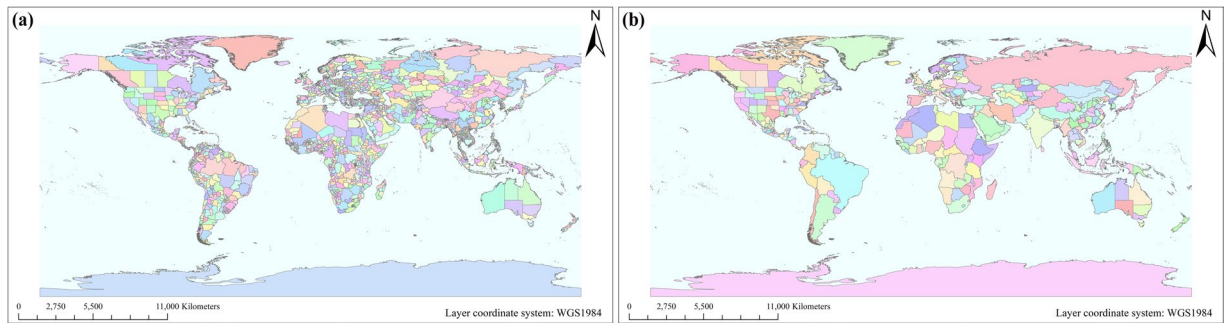 (a)
N
0 2,750 5,500 11,000 Kilometers
Layer coordinate system: WGS1984
(b)
N
0 2,750 5,500 11,000 Kilometers
Layer coordinate system: WGS1984